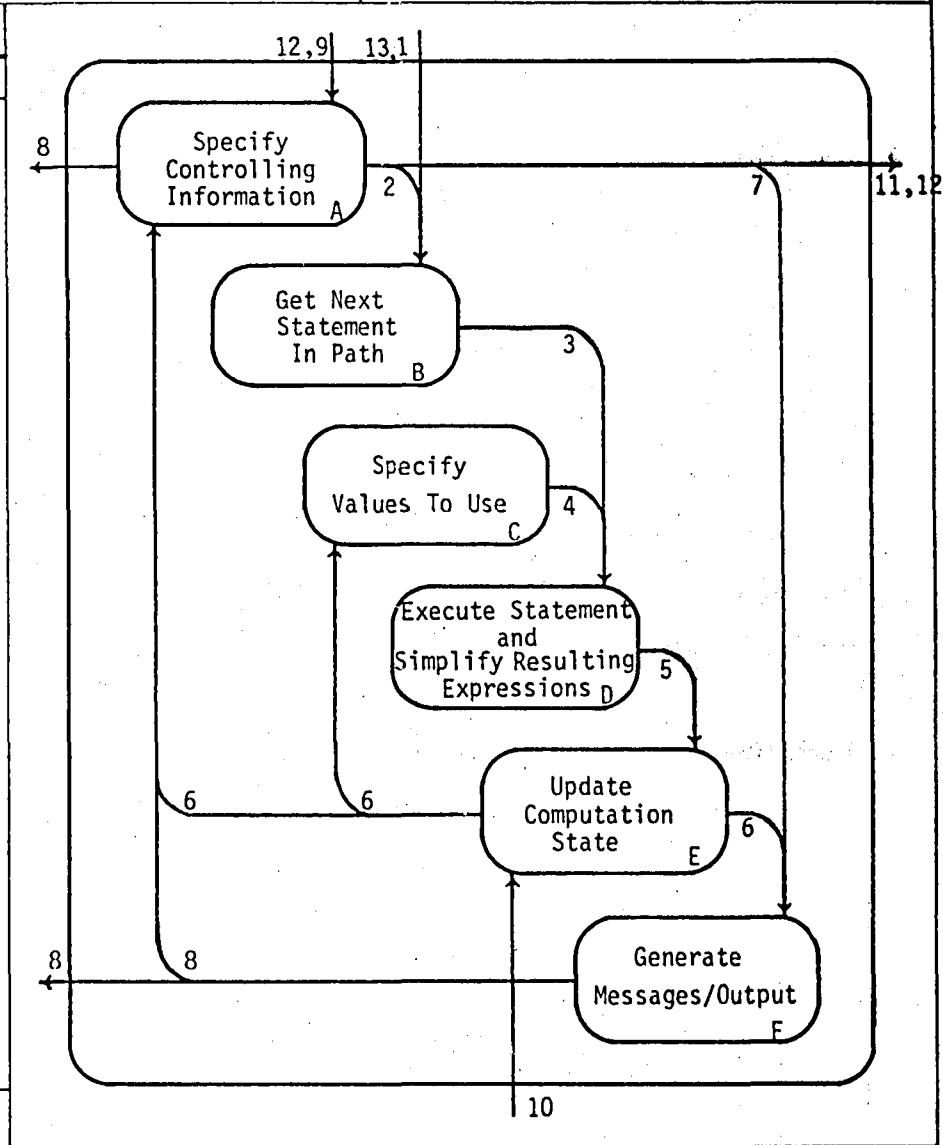 12,9 13,1
8
Specify
Controlling
Information
A
2
7
11,12
Get Next
Statement
In Path
B
3
Specify
Values To Use
C
4
Execute Statement
and
Simplify Resulting
Expressions D
5
Update
Computation
State
E
6
6
6
Generate
Messages/Output
F
8
8
10